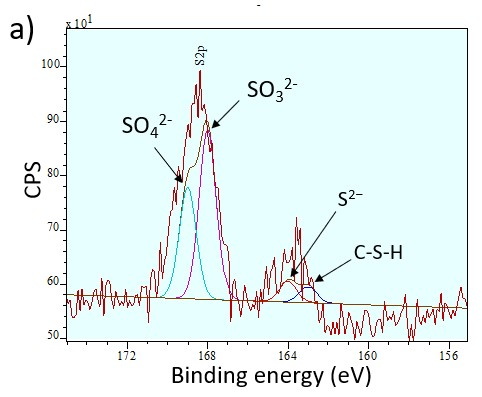 a)
x10¹
S2p
SO₄²⁻
SO₃²⁻
S²⁻
C-S-H
100
90
80
70
60
50
CPS
172 168 164 160 156
Binding energy (eV)